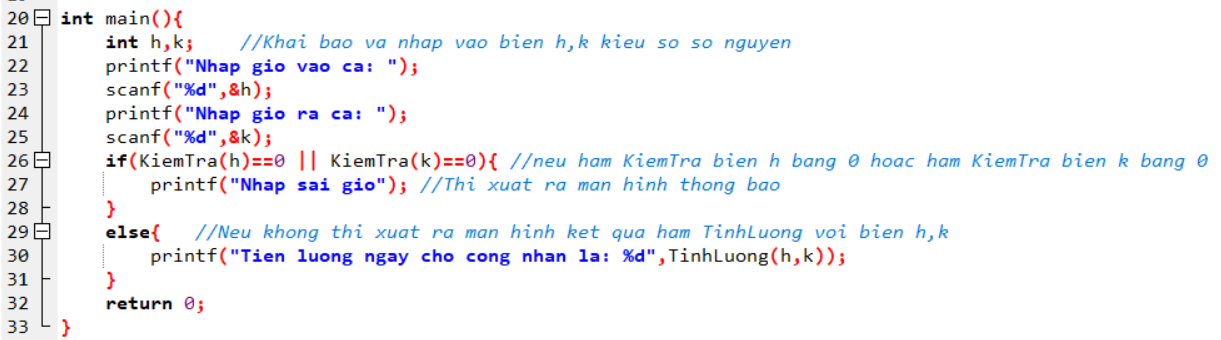 20 int main(){
21 int h,k; //Khai bao va nhap vao bien h,k kieu so so nguyen
22 printf("Nhap gio vao ca: ");
23 scanf("%d",&h);
24 printf("Nhap gio ra ca: ");
25 scanf("%d",&k);
26 if(KiemTra(h)==0 || KiemTra(k)==0){ //neu ham KiemTra bien h bang 0 hoac ham KiemTra bien k bang 0
27 printf("Nhap sai gio"); //Thi xuat ra man hinh thong bao
28 }
29 else{ //Neu khong thi xuat ra man hinh ket qua ham TinhLuong voi bien h,k
30 printf("Tien luong ngay cho cong nhan la: %d",TinhLuong(h,k));
31 }
32 return 0;
33 }